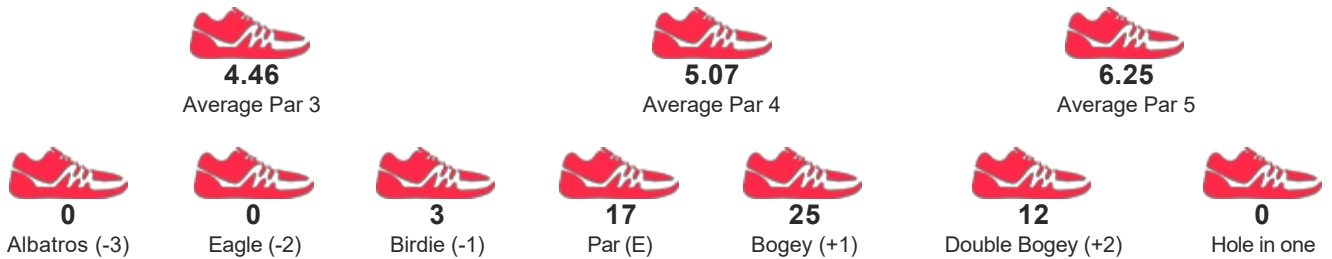 4.46 5.07 6.25
Average Par 3 Average Par 4 Average Par 5
0 0 3 17 25 12 0
Albatros (-3) Eagle (-2) Birdie (-1) Par (E) Bogey (+1) Double Bogey (+2) Hole in one